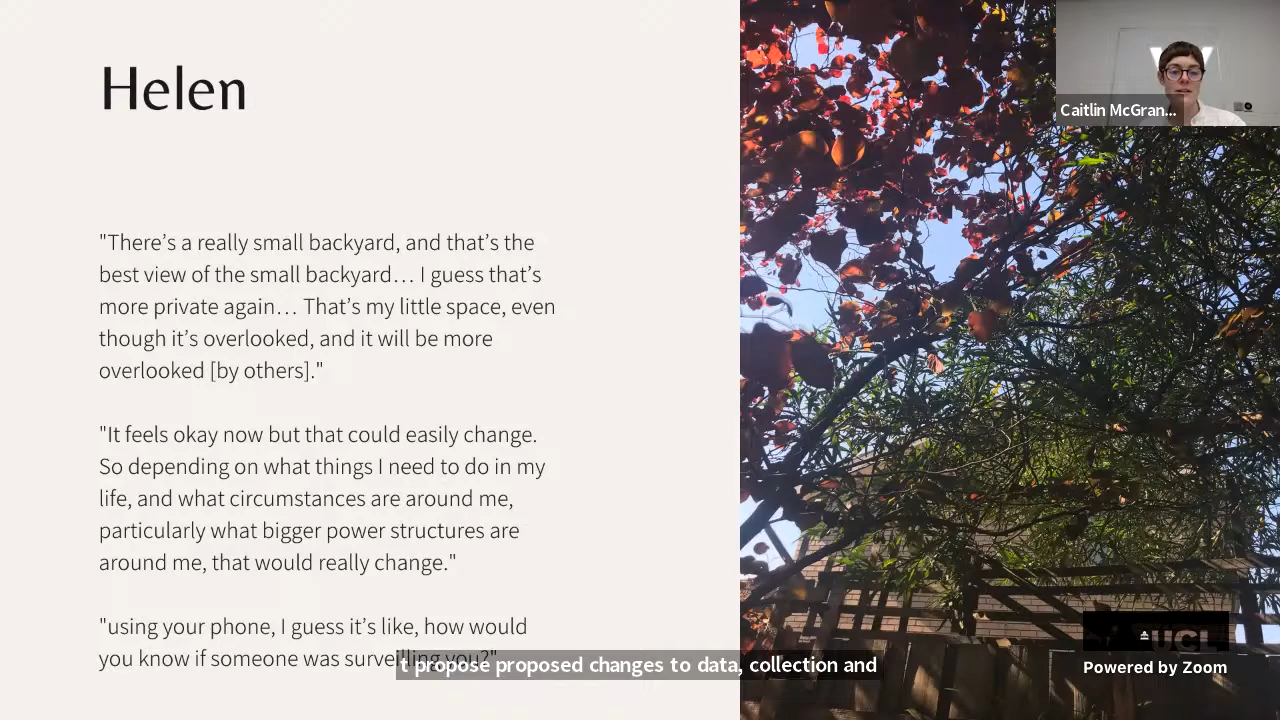 Helen
"There's a really small backyard, and that's the
best view of the small backyard… I guess that's
more private again… That's my little space, even
though it's overlooked, and it will be more
overlooked [by others]."
"It feels okay now but that could easily change.
So depending on what things I need to do in my
life, and what circumstances are around me,
particularly what bigger power structures are
around me, that would really change."
"using your phone, I guess it's like, how would
you know if someone was surveilling you?"
t propose proposed changes to data, collection and
Caitlin McGran...
UCL
Powered by Zoom